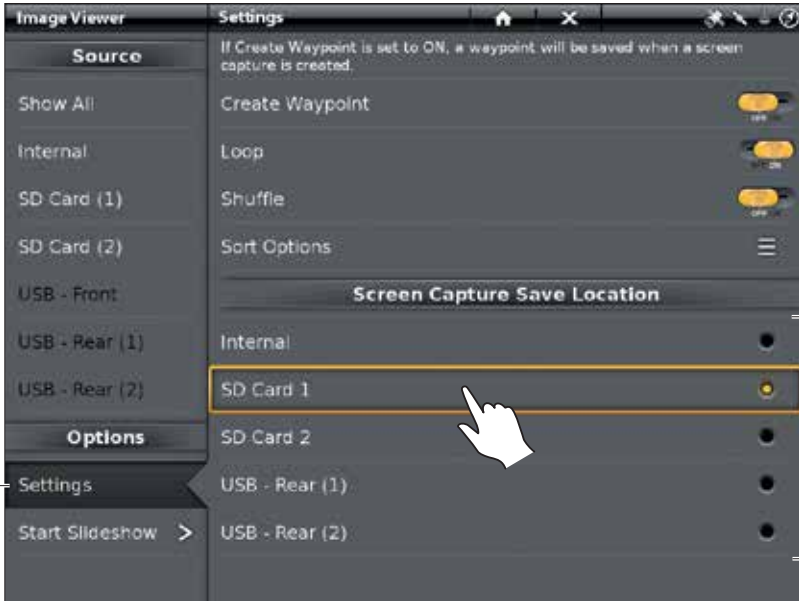 Image Viewer
Source
Show All
Internal
SD Card (1)
SD Card (2)
USB - Front
USB - Rear (1)
USB - Rear (2)
Options
Settings
Start Slideshow >
Settings
If Create Waypoint is set to ON, a waypoint will be saved when a screen
capture is created.
Create Waypoint
OFF
Loop
ON
Shuffle
OFF
Sort Options
Screen Capture Save Location
Internal
SD Card 1
SD Card 2
USB - Rear (1)
USB - Rear (2)